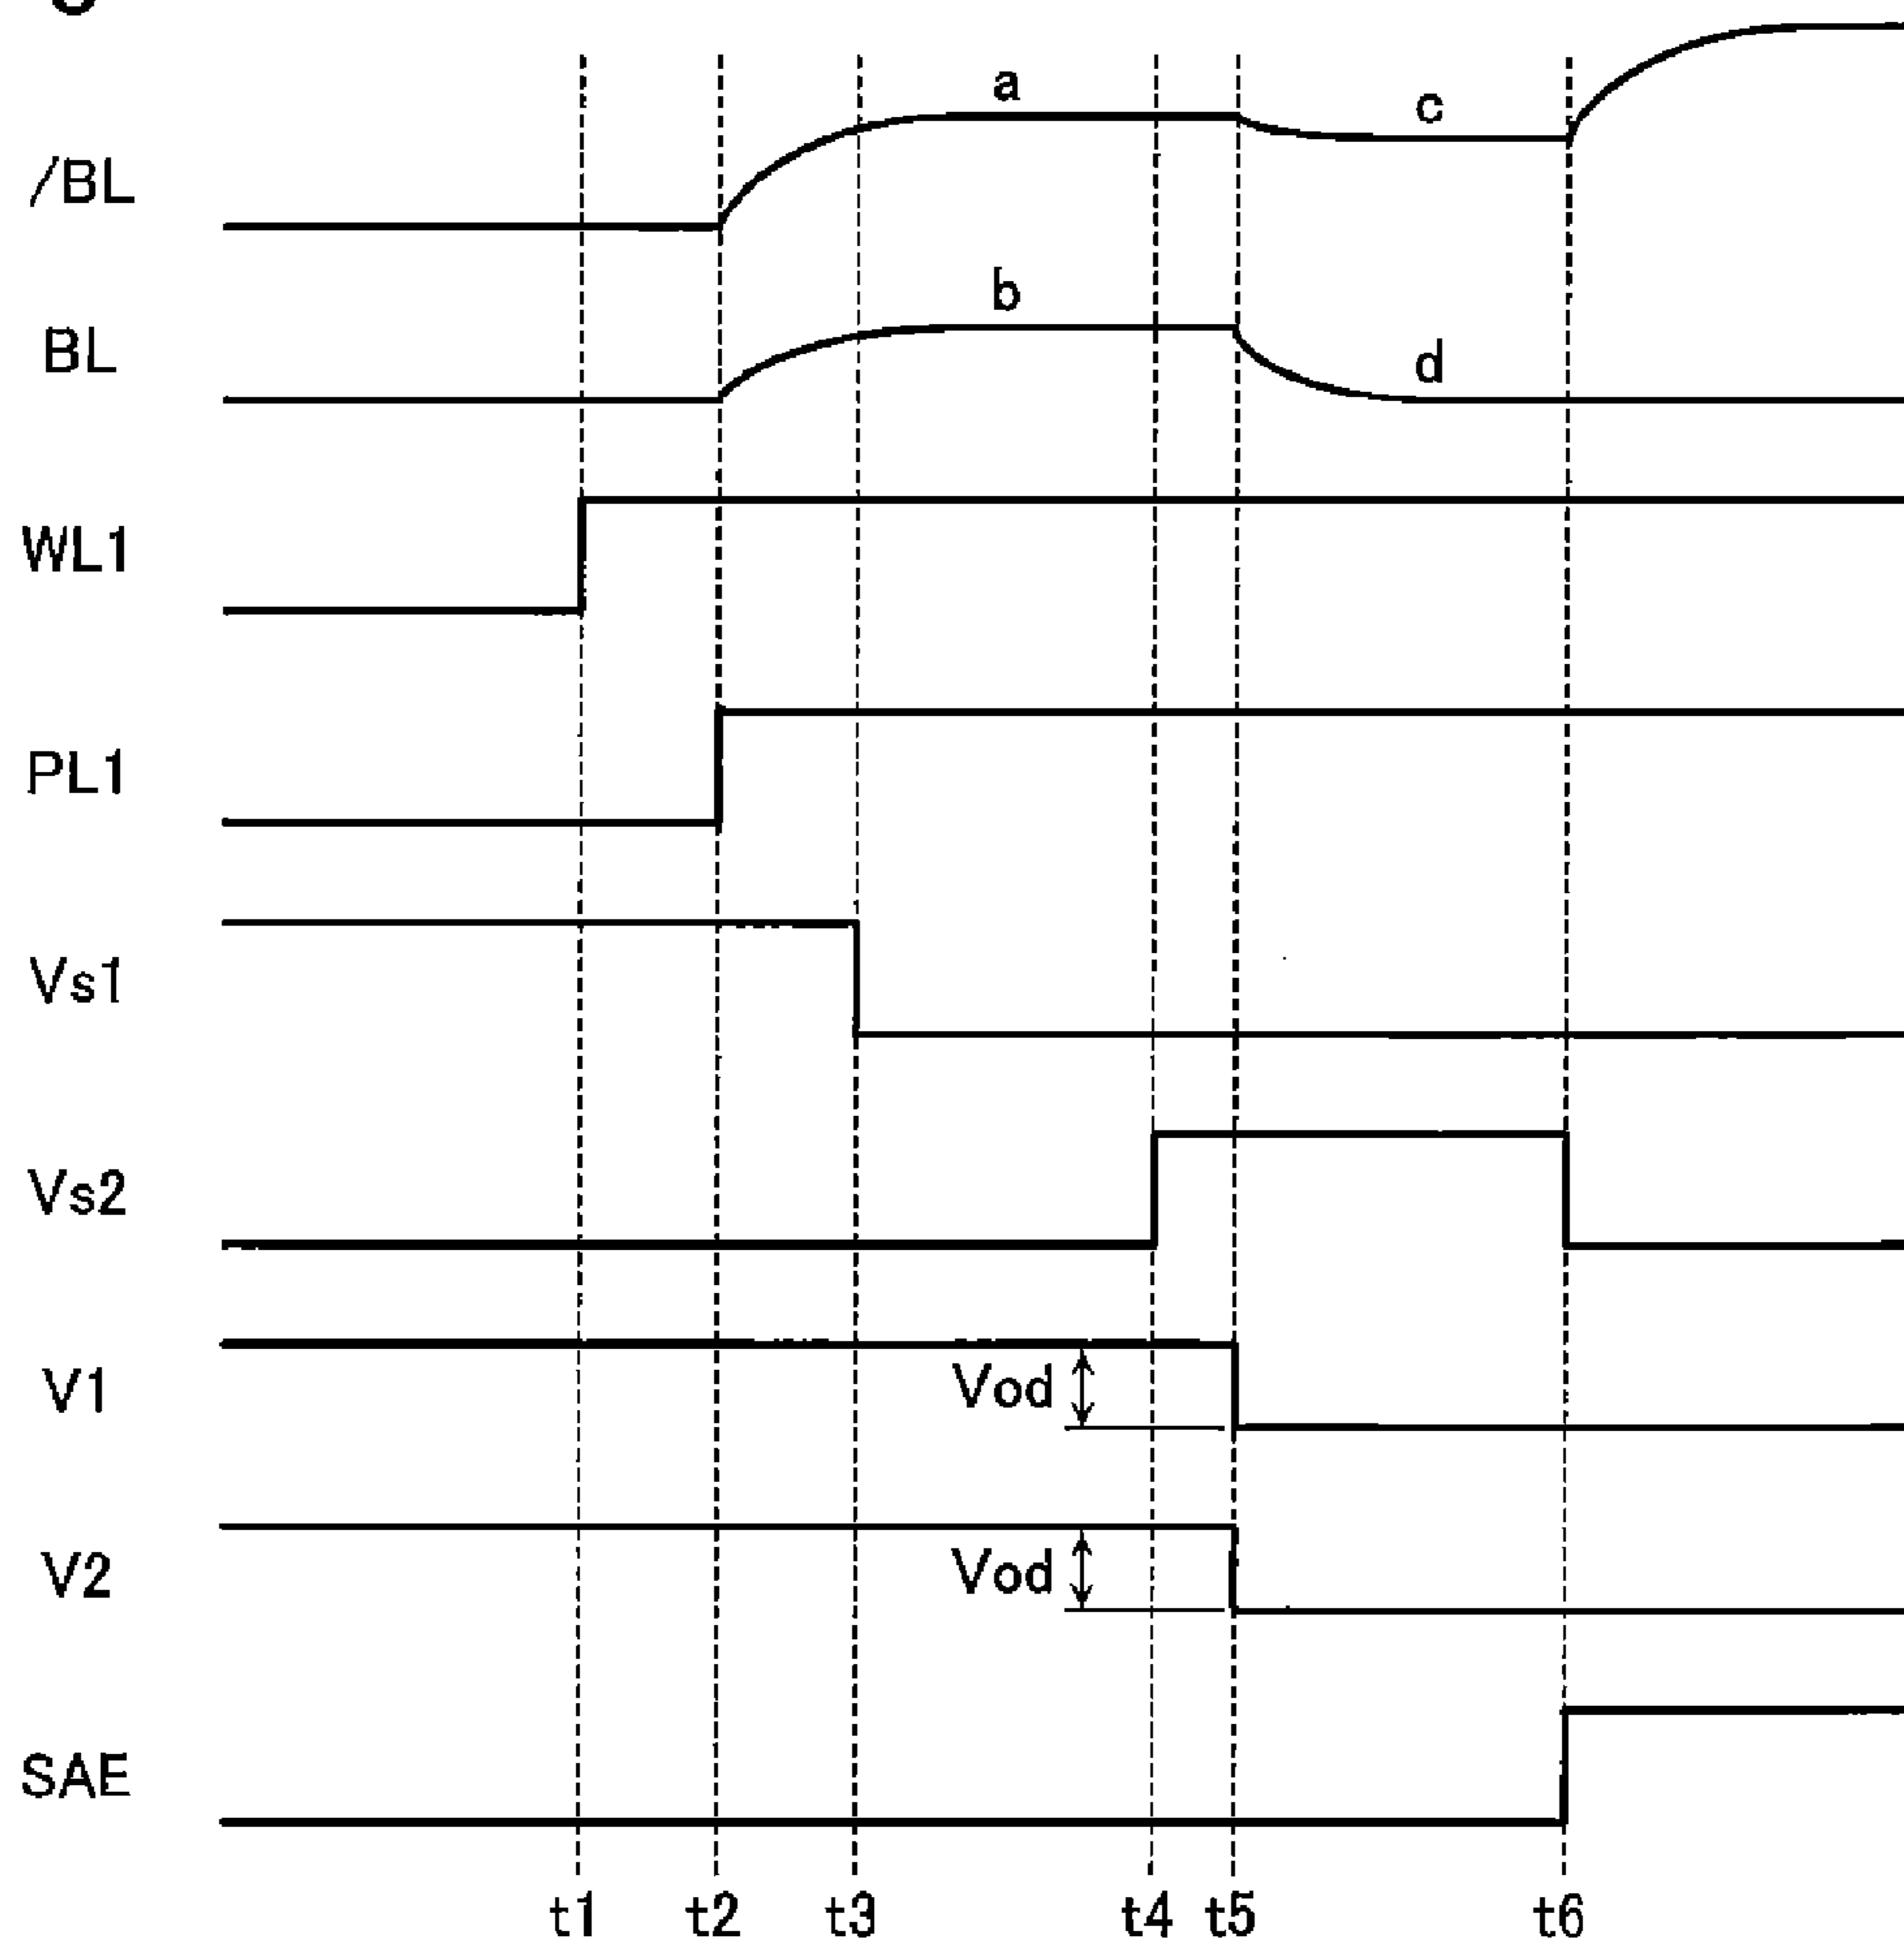 a
c
/BL
b
BL
d
WL1
PL1
Vs1
Vs2
V1
Vod
V2
Vod
SAE
t1 t2 t3 t4 t5 t6